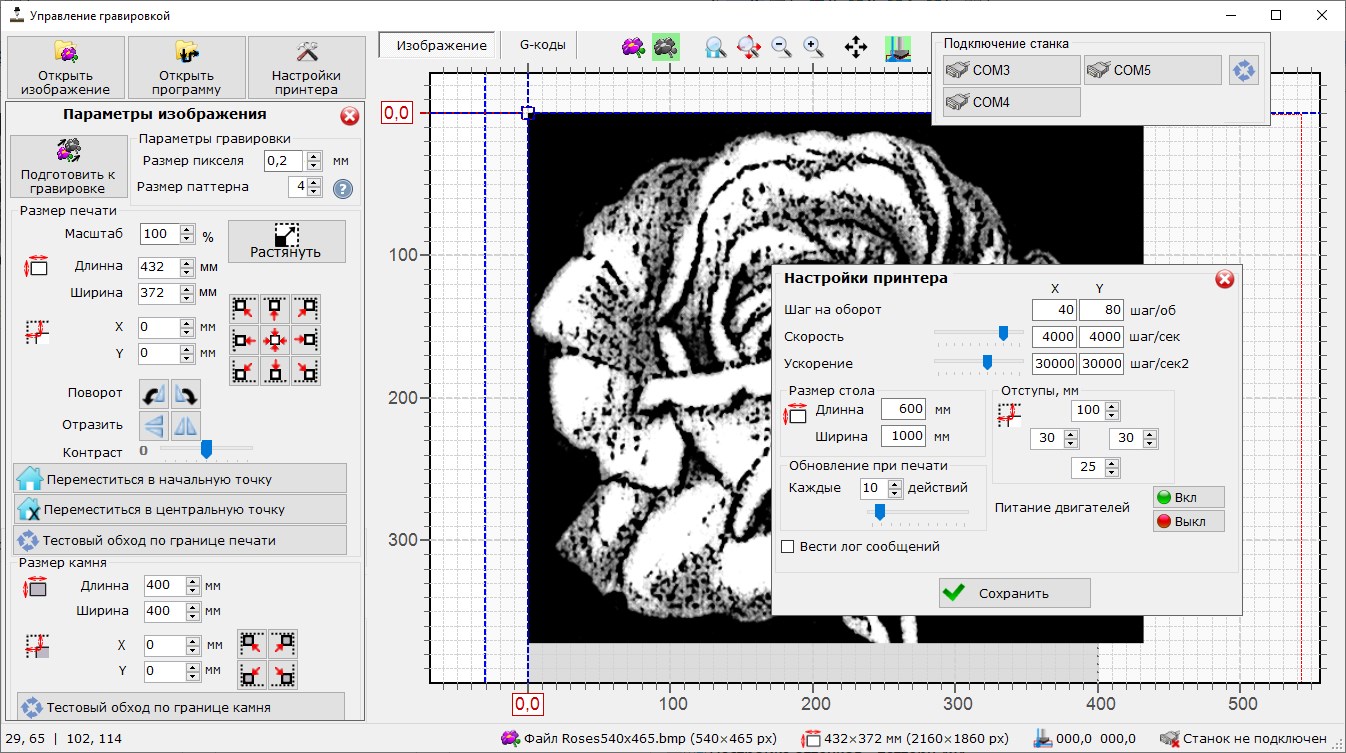 Управление гравировкой
Открыть изображение
Открыть программу
Настройки принтера
Изображение
G-коды
Подключение станка
COM3
COM5
COM4
Параметры изображения
Подготовить к гравировке
Параметры гравировки
Размер пикселя 0,2 мм
Размер паттерна 4 ?
Размер печати
Масштаб 100 %
Растянуть
Длинна 432 мм
Ширина 372 мм
X 0 мм
Y 0 мм
Поворот
Отразить
Контраст 0
Переместиться в начальную точку
Переместиться в центральную точку
Тестовый обход по границе печати
Размер камня
Длинна 400 мм
Ширина 400 мм
X 0 мм
Y 0 мм
Тестовый обход по границе камня
0 100 200 300 400 500
0,0
100
200
300
0,0
100
200
300
400
500
Настройки принтера
X Y
Шаг на оборот 40 80 шаг/об
Скорость 4000 4000 шаг/сек
Ускорение 30000 30000 шаг/сек2
Размер стола
Длинна 600 мм
Ширина 1000 мм
Отступы, мм
100
30 30
25
Обновление при печати
Каждые 10 действий
Питание двигателей
Вкл
Выкл
Вести лог сообщений
Сохранить
29, 65 | 102, 114
Файл Roses540x465.bmp (540×465 px)
432×372 мм (2160×1860 px)
000,0 000,0
Станок не подключен